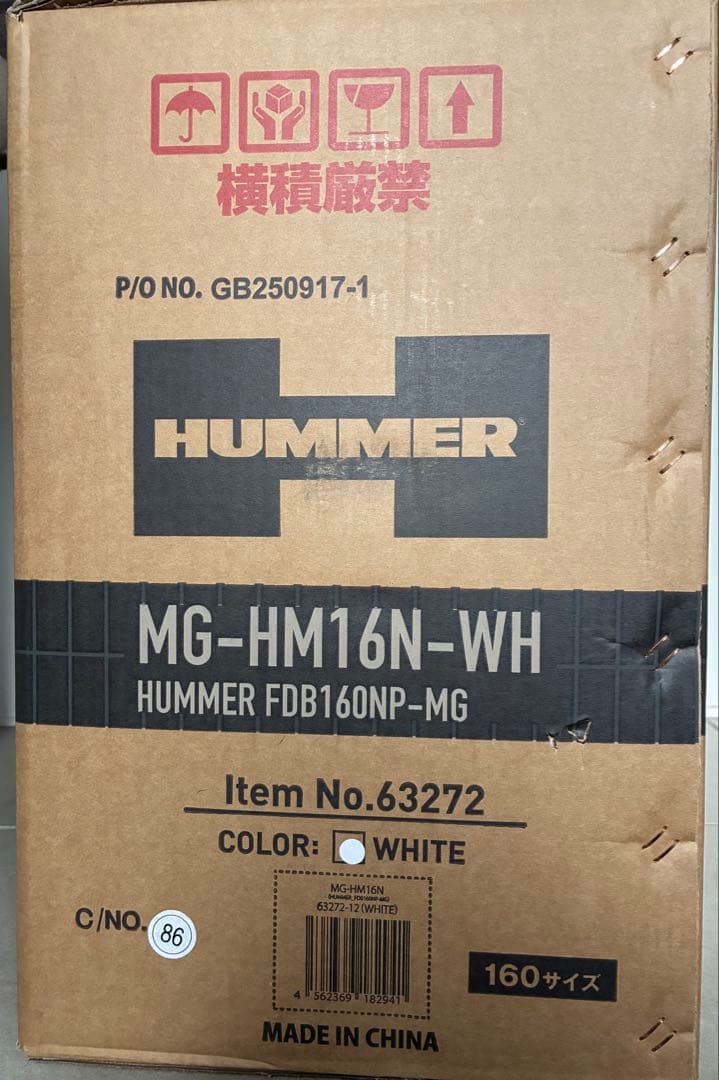 横積厳禁
P/O NO. GB250917-1
HUMMER®
MG-HM16N-WH
HUMMER FDB160NP-MG
Item No.63272
COLOR: WHITE
MG-HM16N
(HUMMER_FDB160NP-MG)
63272-12(WHITE)
4 562369 182941
C/NO. 86
160サイズ
MADE IN CHINA